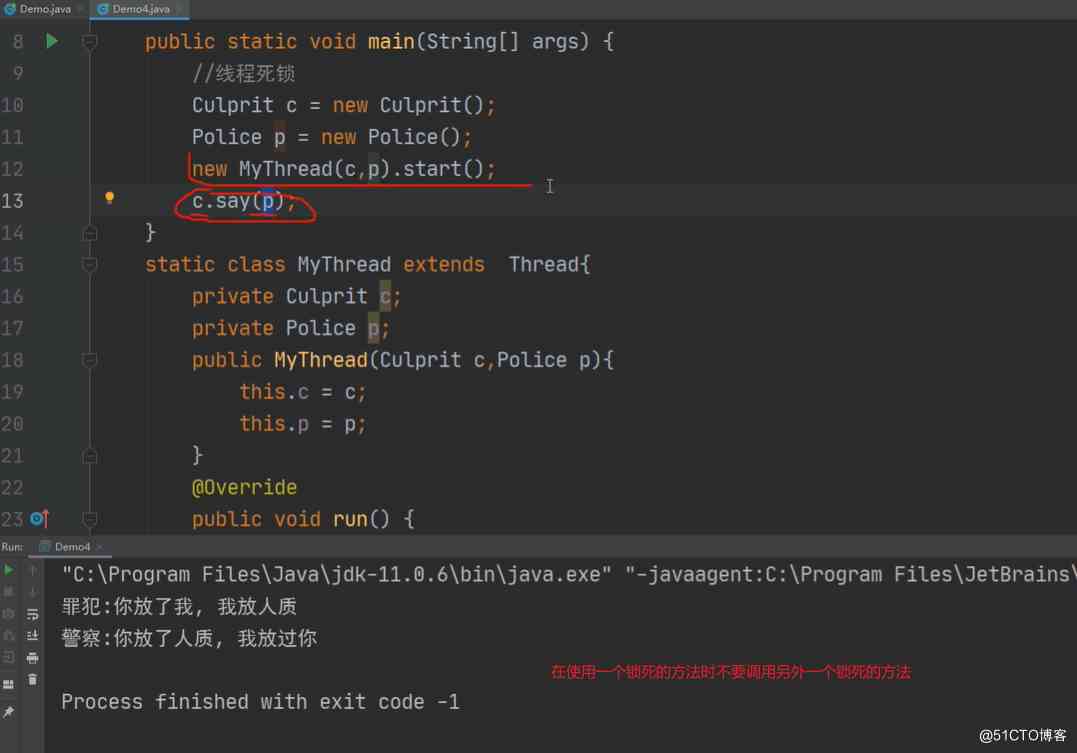 Demo.java
Demo4.java
8 public static void main(String[] args) {
9 //线程死锁
10 Culprit c = new Culprit();
11 Police p = new Police();
12 new MyThread(c,p).start();
13 c.say(p);
14 }
15 static class MyThread extends Thread{
16 private Culprit c;
17 private Police p;
18 public MyThread(Culprit c,Police p){
19 this.c = c;
20 this.p = p;
21 }
22 @Override
23 public void run() {
Run: Demo4
"C:\Program Files\Java\jdk-11.0.6\bin\java.exe" "-javaagent:C:\Program Files\JetBrains\
罪犯:你放了我, 我放人质
警察:你放了人质, 我放过你
在使用一个锁死的方法时不要调用另外一个锁死的方法
Process finished with exit code -1
@51CTO博客